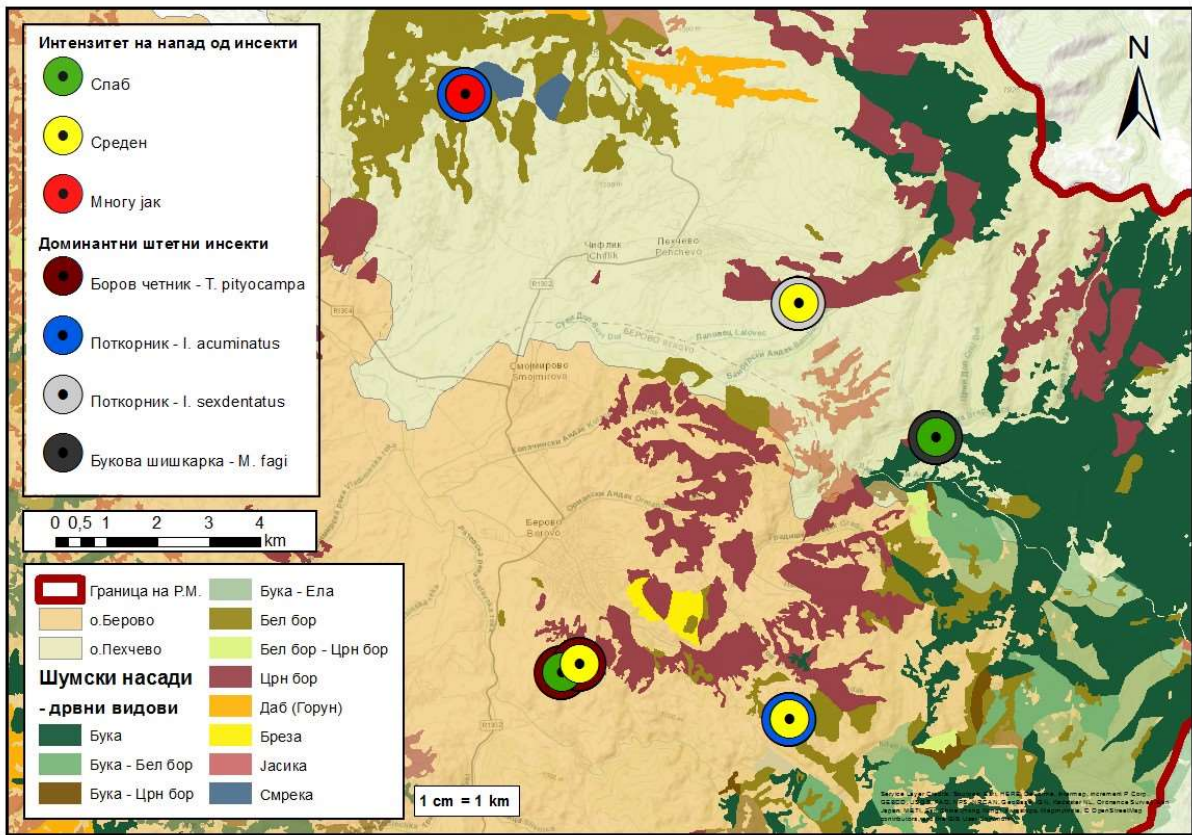 Интензитет на напад од инсекти
Слаб
Среден
Многу јак
Доминантни штетни инсекти
Боров четник - T. pityocampa
Поткорник - I. acuminatus
Поткорник - I. sexdentatus
Букова шишкарка - M. fagi
0 0,5 1 2 3 4
km
Граница на Р.М.
о.Берово
о.Пехчево
Шумски насади
- дрвни видови
Бука
Бука - Бел бор
Бука - Црн бор
Бука - Ела
Бел бор
Бел бор - Црн бор
Црн бор
Даб (Горун)
Бреза
Јасика
Смрека
1 cm = 1 km
N
Чифлик
Chiflik
Пехчево
Pehchevo
Смојмирово
Smojmirovo
Берово
Berovo
БЕРОВО
R1302
R1304